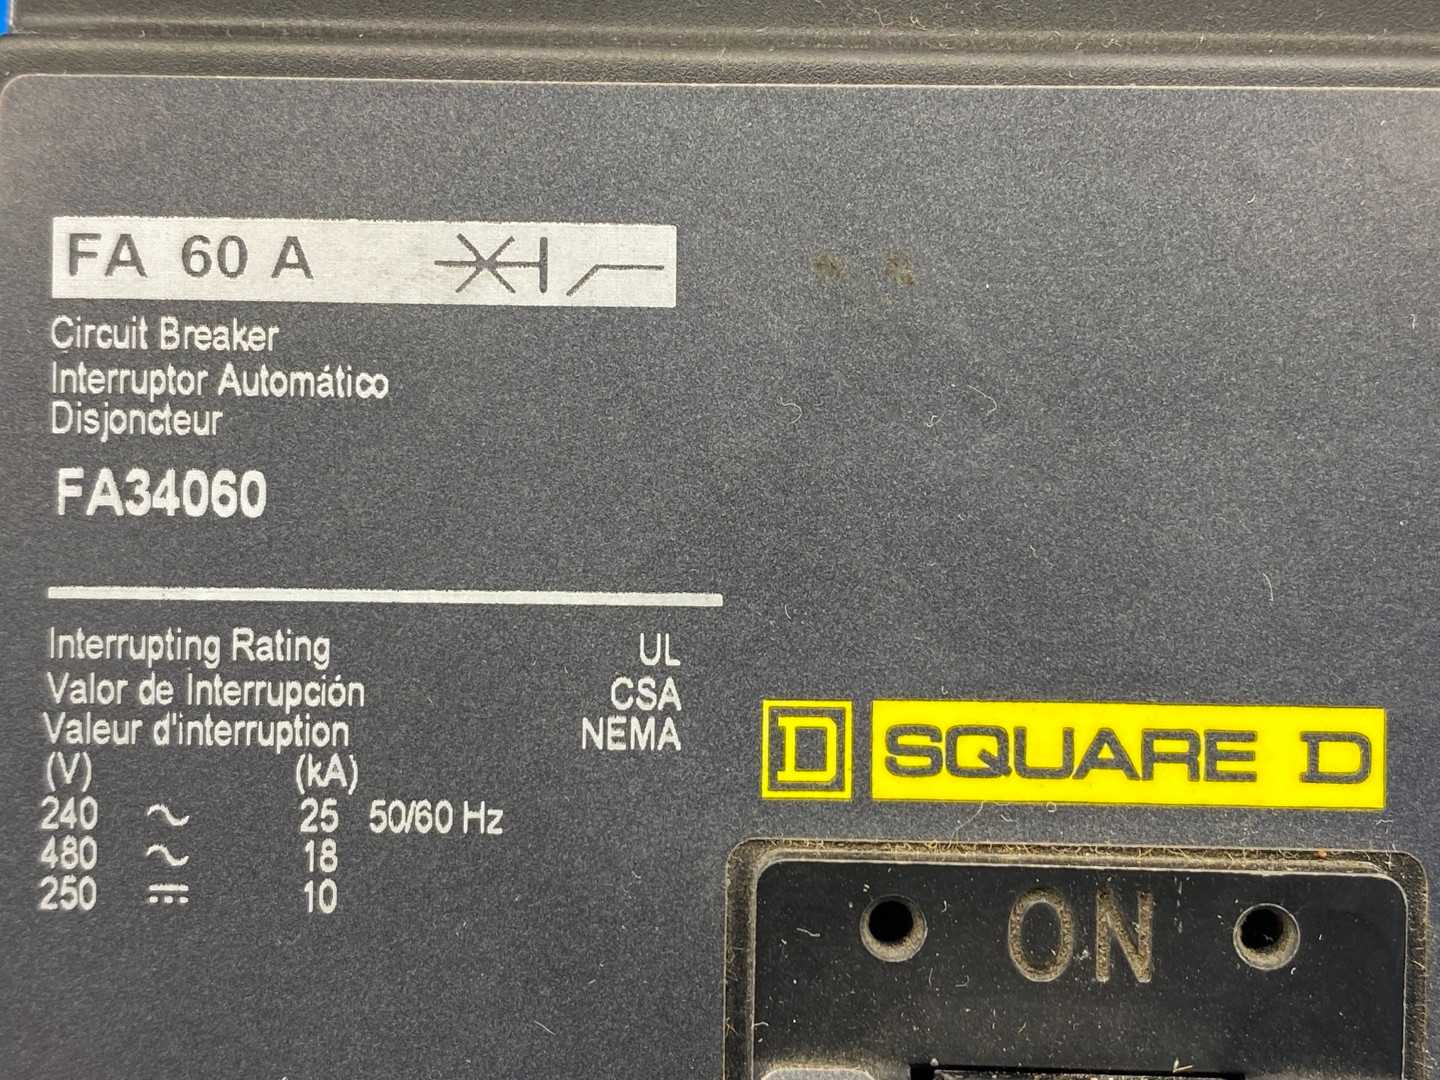 FA 60 A
Circuit Breaker
Interruptor Automático
Disjoncteur
FA34060
Interrupting Rating UL
Valor de Interrupción CSA
Valeur d'interruption NEMA
(V) (kA)
240 ~ 25 50/60 Hz
480 ~ 18
250 ⎓ 10
D SQUARE D
ON